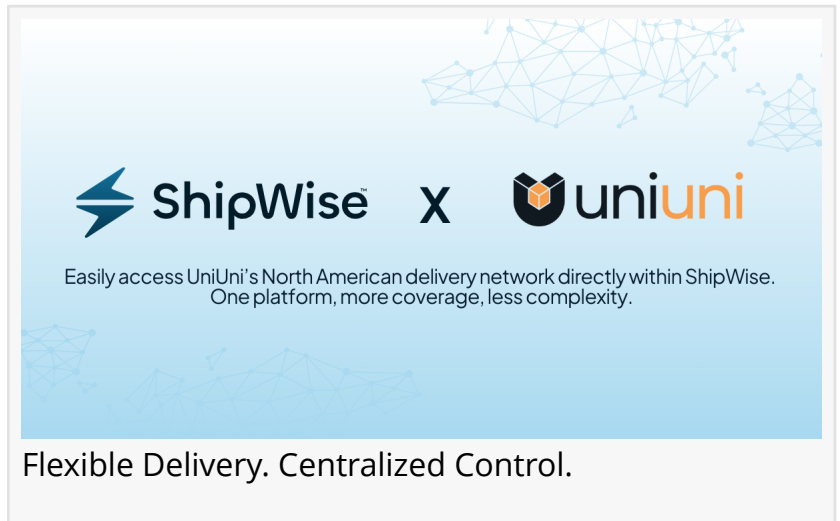 ShipWise™ X uniuni
Easily access UniUni's North American delivery network directly within ShipWise.
One platform, more coverage, less complexity.
Flexible Delivery. Centralized Control.